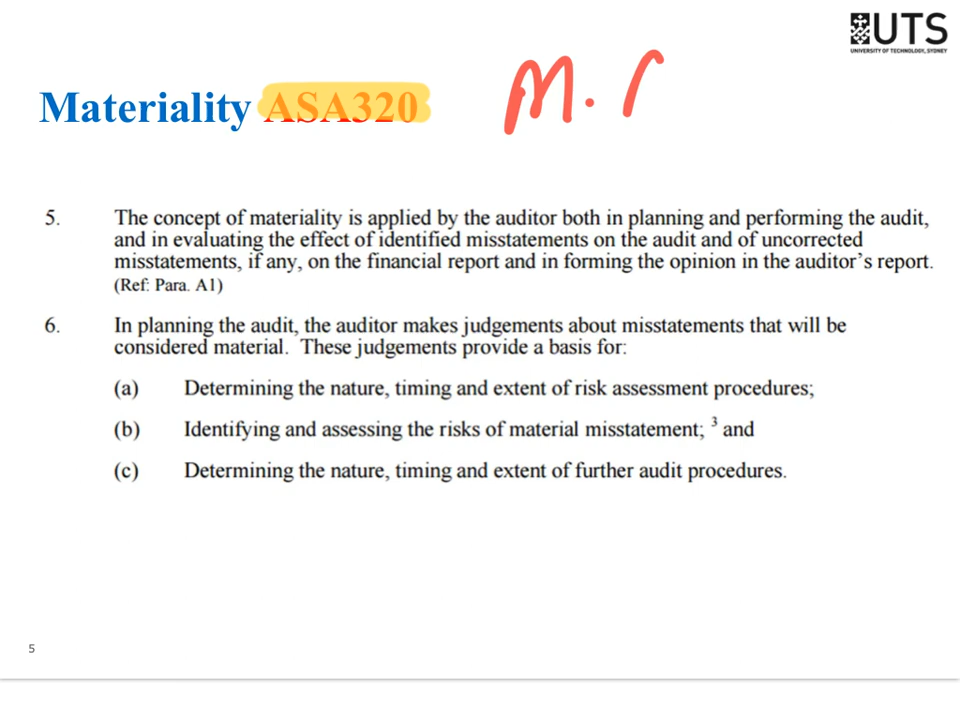 UTS
UNIVERSITY OF TECHNOLOGY, SYDNEY
Materiality ASA320
5. The concept of materiality is applied by the auditor both in planning and performing the audit,
and in evaluating the effect of identified misstatements on the audit and of uncorrected
misstatements, if any, on the financial report and in forming the opinion in the auditor's report.
(Ref: Para. A1)
6. In planning the audit, the auditor makes judgements about misstatements that will be
considered material. These judgements provide a basis for:
(a) Determining the nature, timing and extent of risk assessment procedures;
(b) Identifying and assessing the risks of material misstatement; 3 and
(c) Determining the nature, timing and extent of further audit procedures.
5